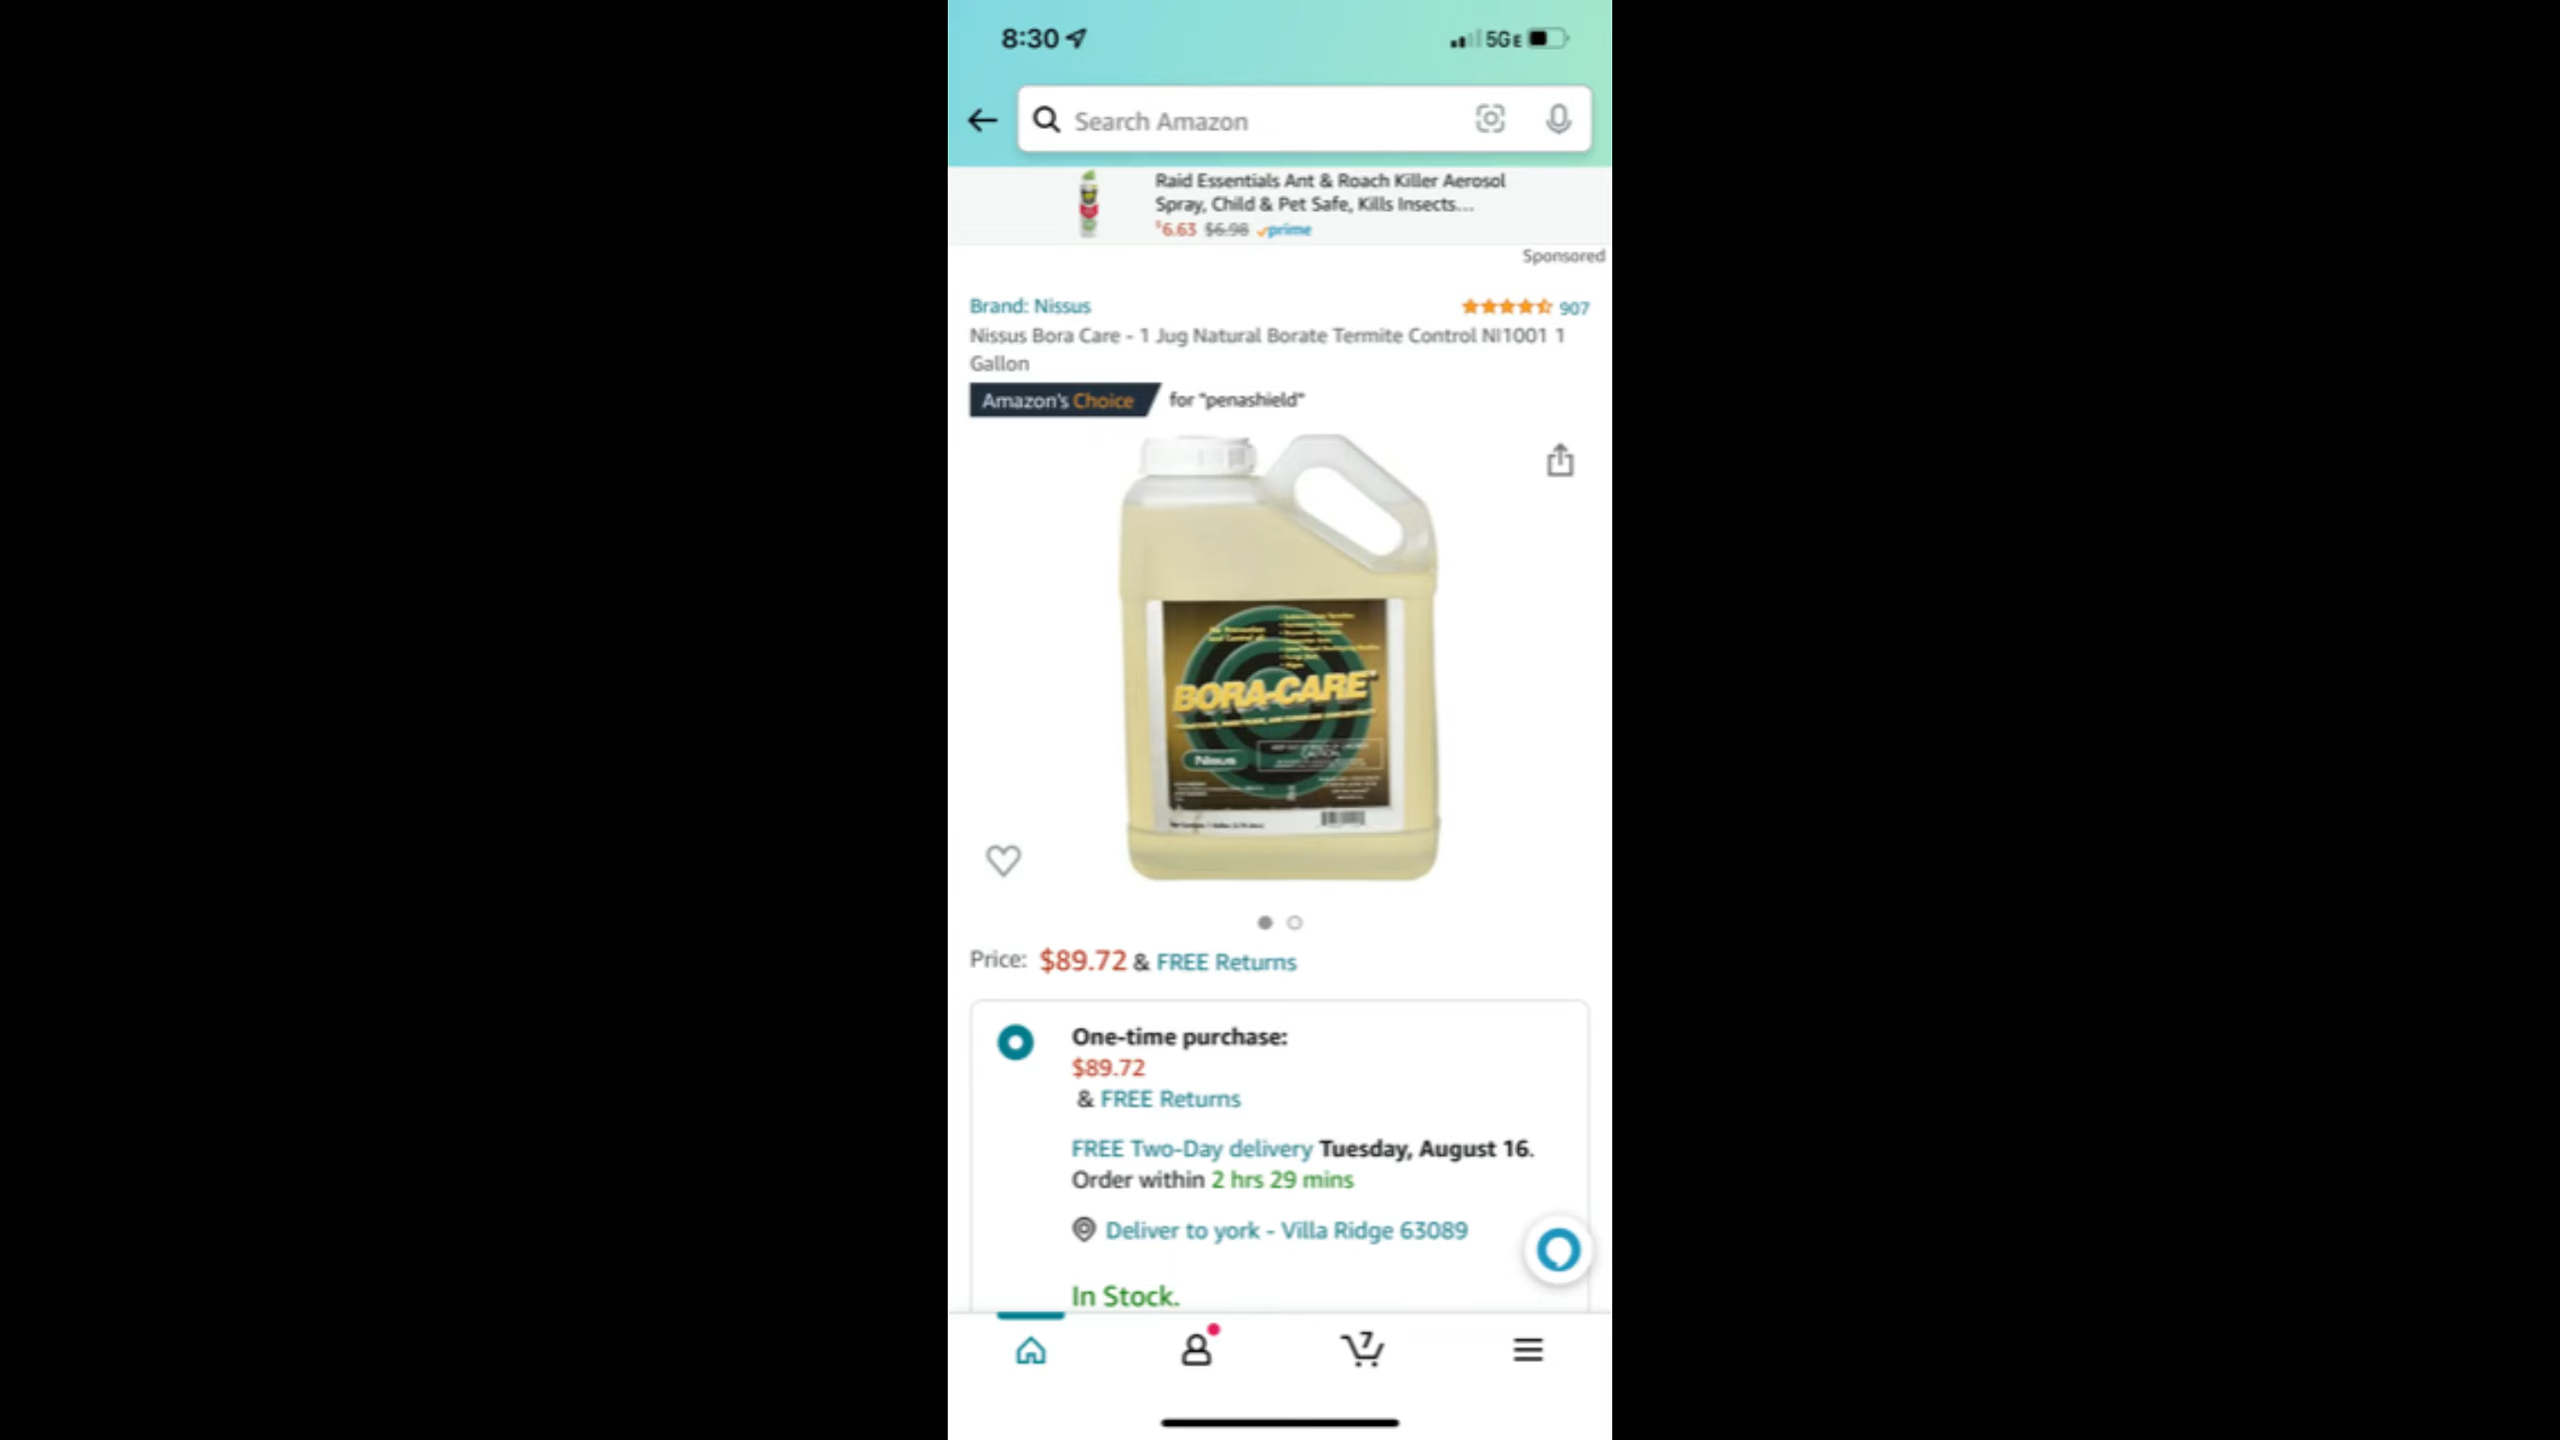 8:30
5GE
Search Amazon
Raid Essentials Ant & Roach Killer Aerosol
Spray, Child & Pet Safe, Kills Insects...
$6.63 $6.98 prime
Sponsored
Brand: Nissus
907
Nissus Bora Care - 1 Jug Natural Borate Termite Control NI1001 1
Gallon
Amazon's Choice for "penashield"
BORA-CARE
Nisus
Price: $89.72 & FREE Returns
One-time purchase:
$89.72
& FREE Returns
FREE Two-Day delivery Tuesday, August 16.
Order within 2 hrs 29 mins
Deliver to york - Villa Ridge 63089
In Stock.
7